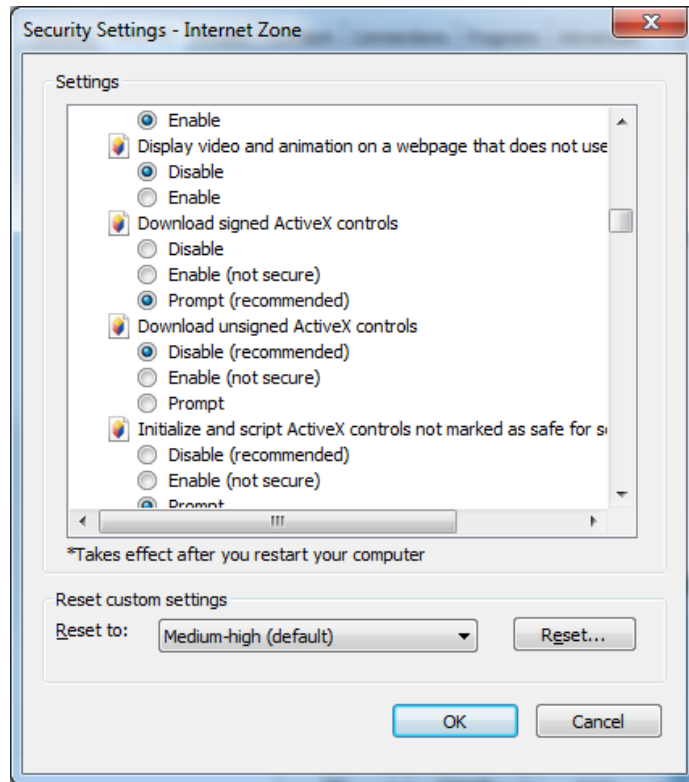 Security Settings - Internet Zone
Settings
Enable
Display video and animation on a webpage that does not use
Disable
Enable
Download signed ActiveX controls
Disable
Enable (not secure)
Prompt (recommended)
Download unsigned ActiveX controls
Disable (recommended)
Enable (not secure)
Prompt
Initialize and script ActiveX controls not marked as safe for
Disable (recommended)
Enable (not secure)
Prompt
*Takes effect after you restart your computer
Reset custom settings
Reset to:
Medium-high (default)
Reset...
OK
Cancel